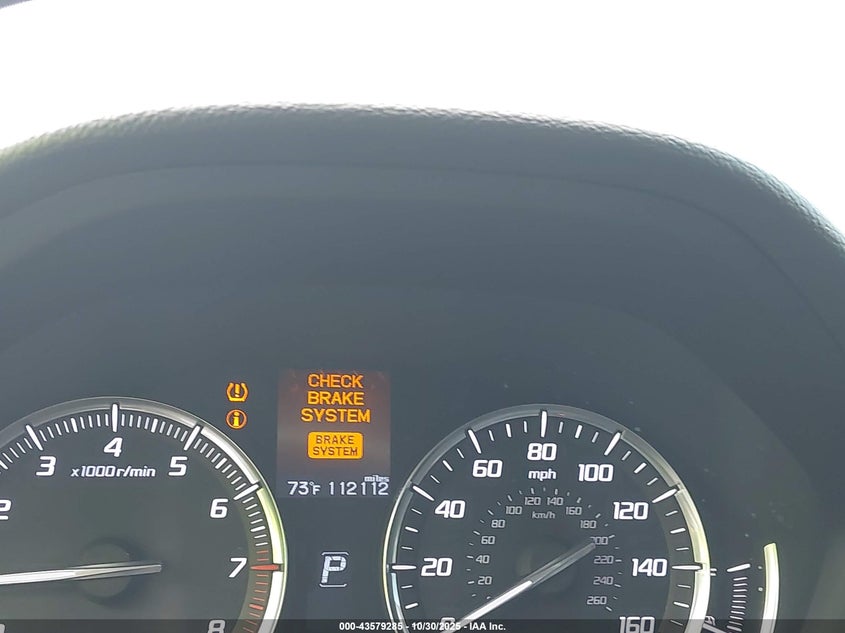 CHECK
BRAKE
SYSTEM
BRAKE
SYSTEM
miles
73°F 112112
P
2 3 4 5 6 7 8
x1000r/min
0 20 40 60 80 100 120 140 160
mph
20 40 60 80 100 120 140 160 180 200 220 240 260
km/h
000-43579285 - 10/30/2025 - IAA Inc.